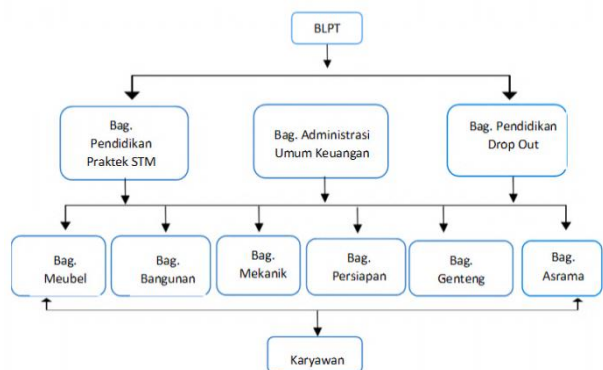 BLPT
Bag.
Pendidikan
Praktek STM
Bag. Administrasi
Umum Keuangan
Bag. Pendidikan
Drop Out
Bag.
Meubel
Bag.
Bangunan
Bag.
Mekanik
Bag.
Persiapan
Bag.
Genteng
Bag.
Asrama
Karyawan